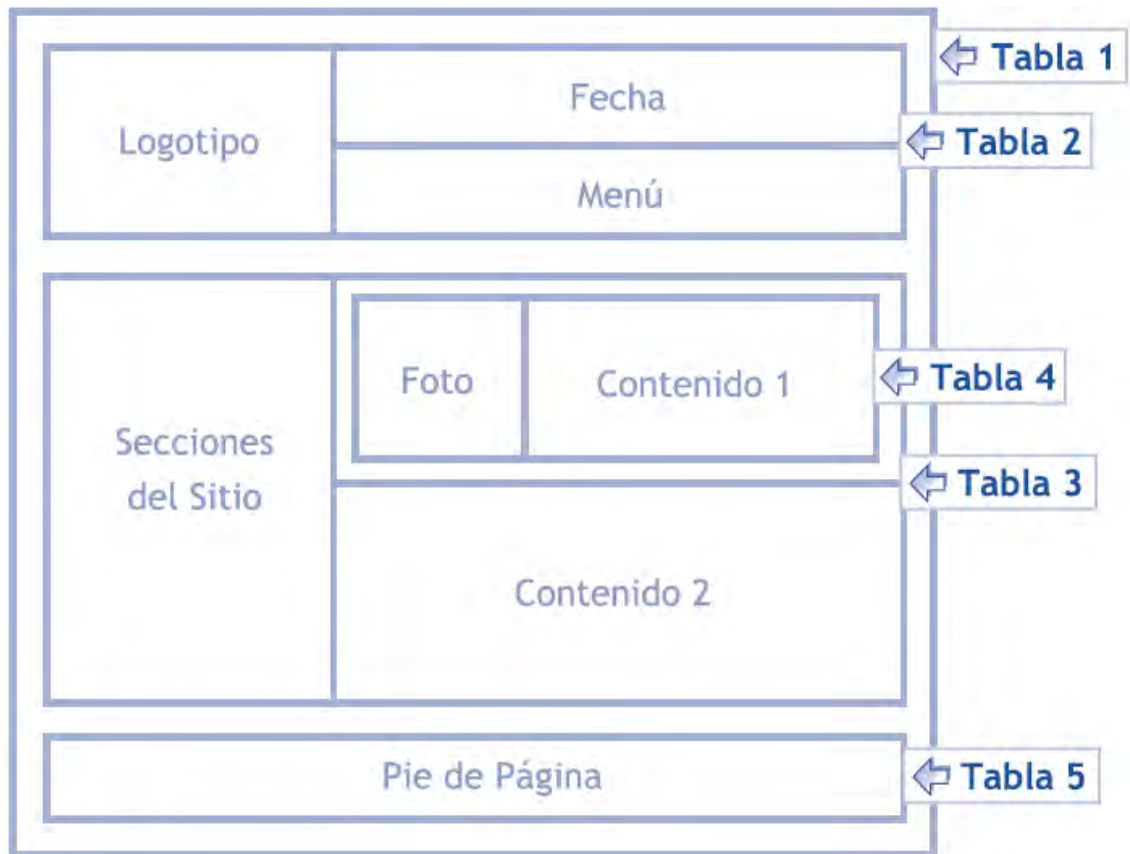 Tabla 1
Fecha
Logotipo
Tabla 2
Menú
Foto
Contenido 1
Tabla 4
Secciones
del Sitio
Tabla 3
Contenido 2
Pie de Página
Tabla 5